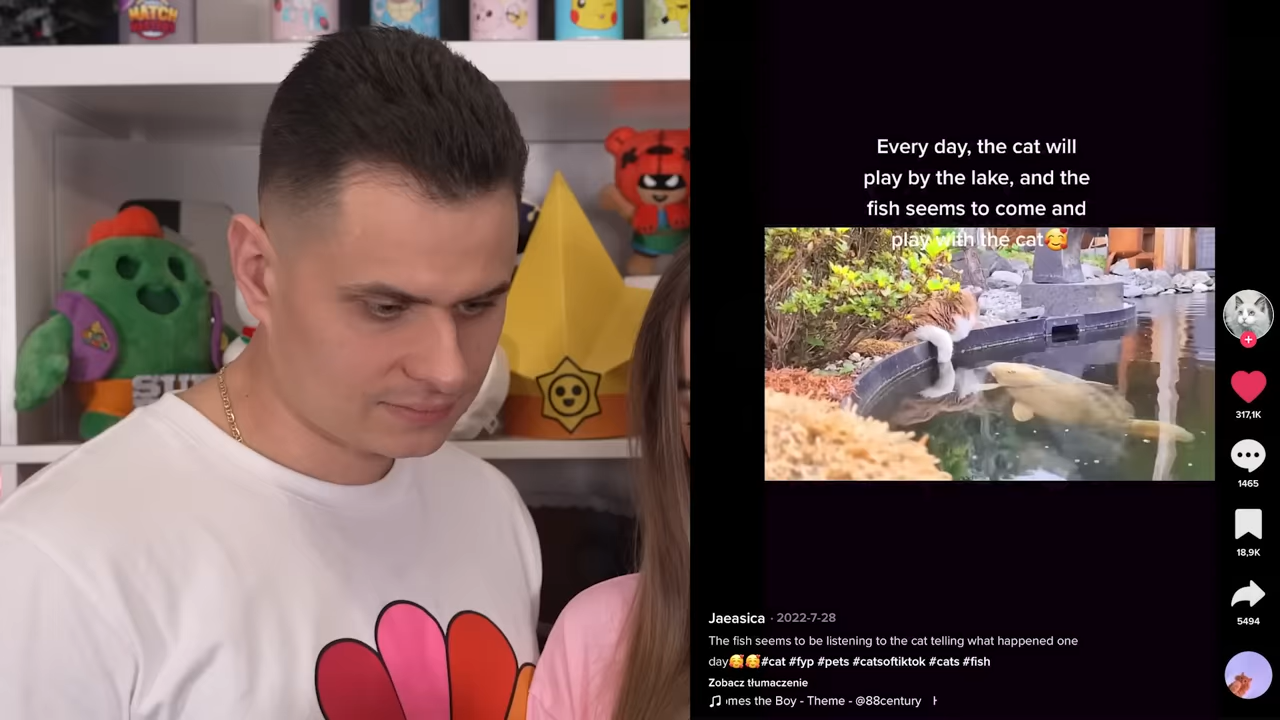 MATCH
Every day, the cat will
play by the lake, and the
fish seems to come and
play with the cat🥰
317,1K
1465
18,9K
5494
Jaeasica · 2022-7-28
The fish seems to be listening to the cat telling what happened one
day🥰🥰#cat #fyp #pets #catsoftiktok #cats #fish
Zobacz tłumaczenie
omes the Boy - Theme - @88century